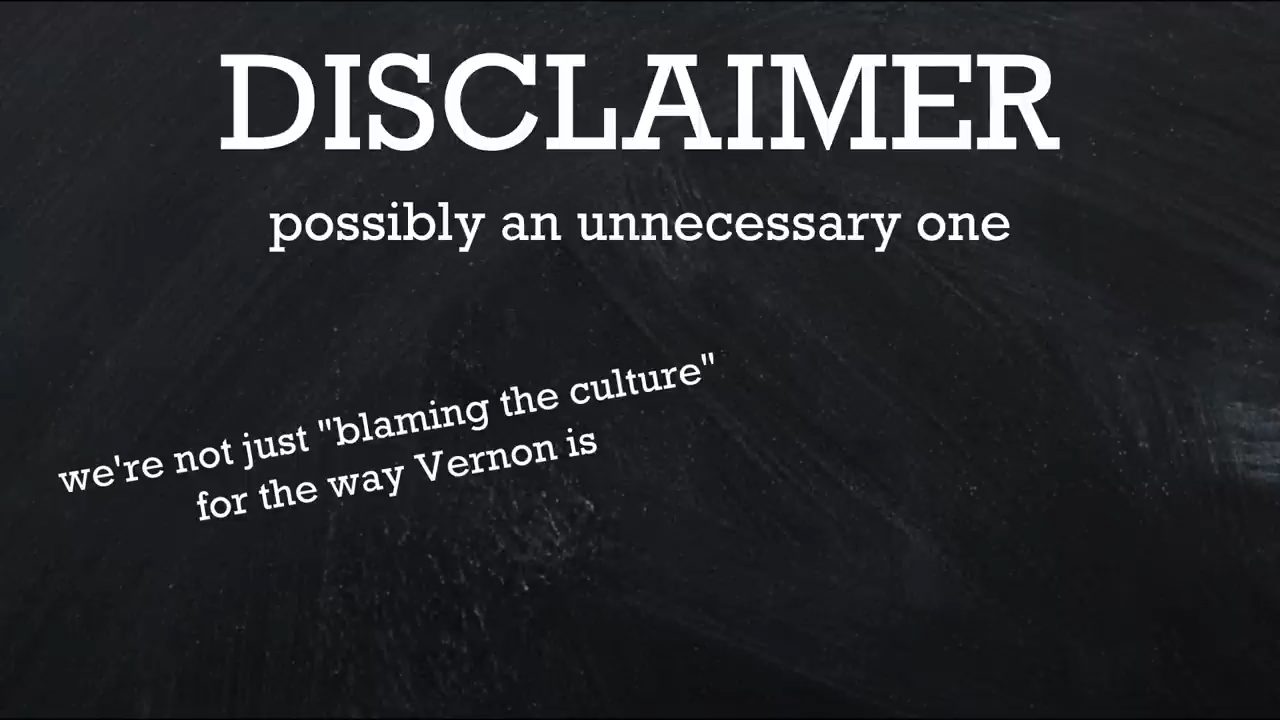 DISCLAIMER
possibly an unnecessary one
we're not just "blaming the culture"
for the way Vernon is